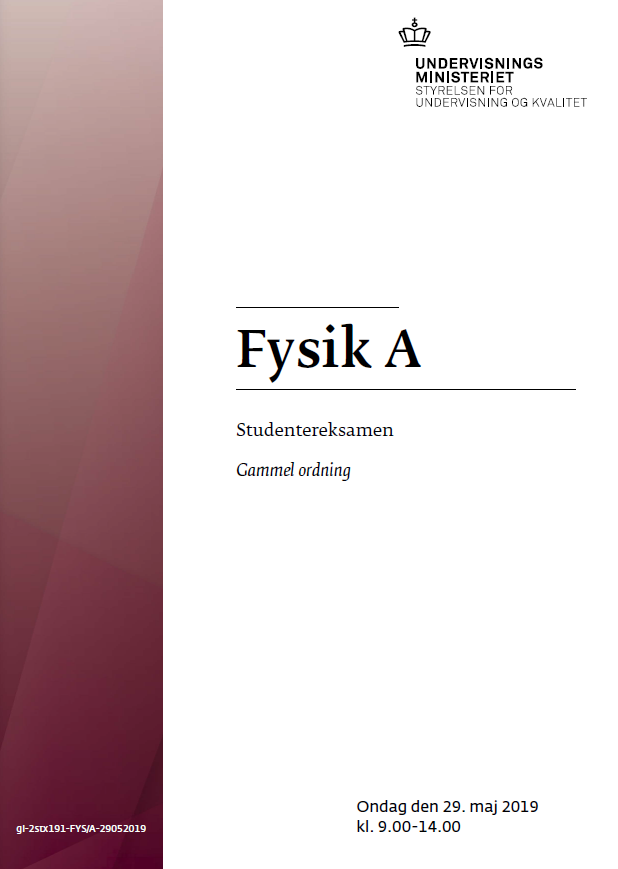 UNDERVISNINGS
MINISTERIET
STYRELSEN FOR
UNDERVISNING OG KVALITET
Fysik A
Studentereksamen
Gammel ordning
gl-2stx191-FYS/A-29052019
Ondag den 29. maj 2019
kl. 9.00-14.00